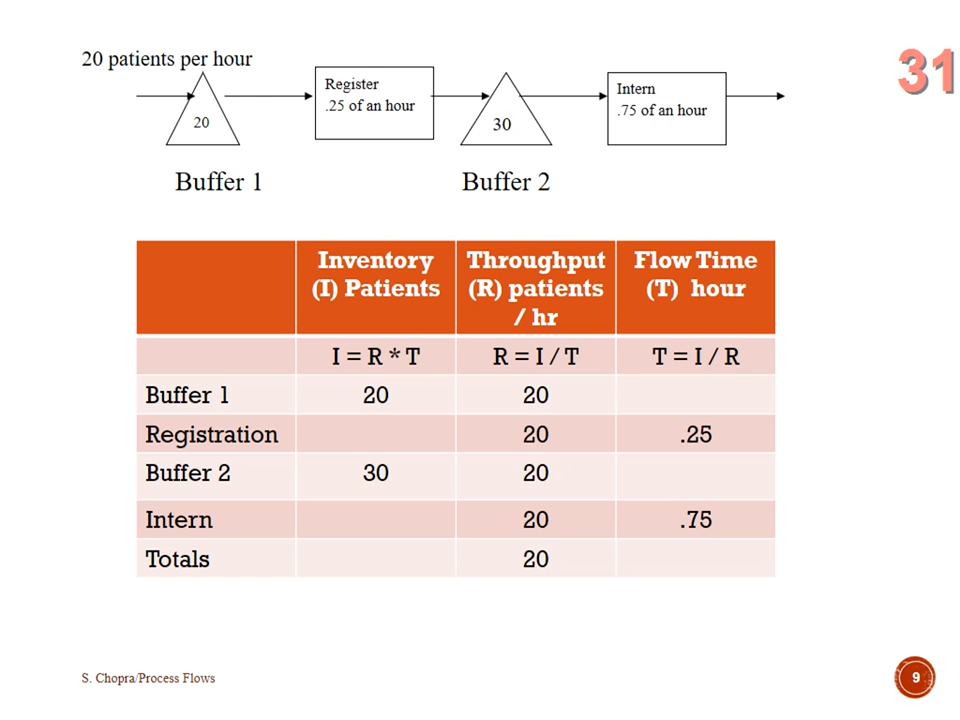 20 patients per hour
31
Register
.25 of an hour
Intern
.75 of an hour
20
30
Buffer 1
Buffer 2
Inventory (I) Patients
Throughput (R) patients / hr
Flow Time (T) hour
I = R * T
R = I / T
T = I / R
Buffer 1 20 20
Registration 20 .25
Buffer 2 30 20
Intern 20 .75
Totals 20
S. Chopra/Process Flows
9